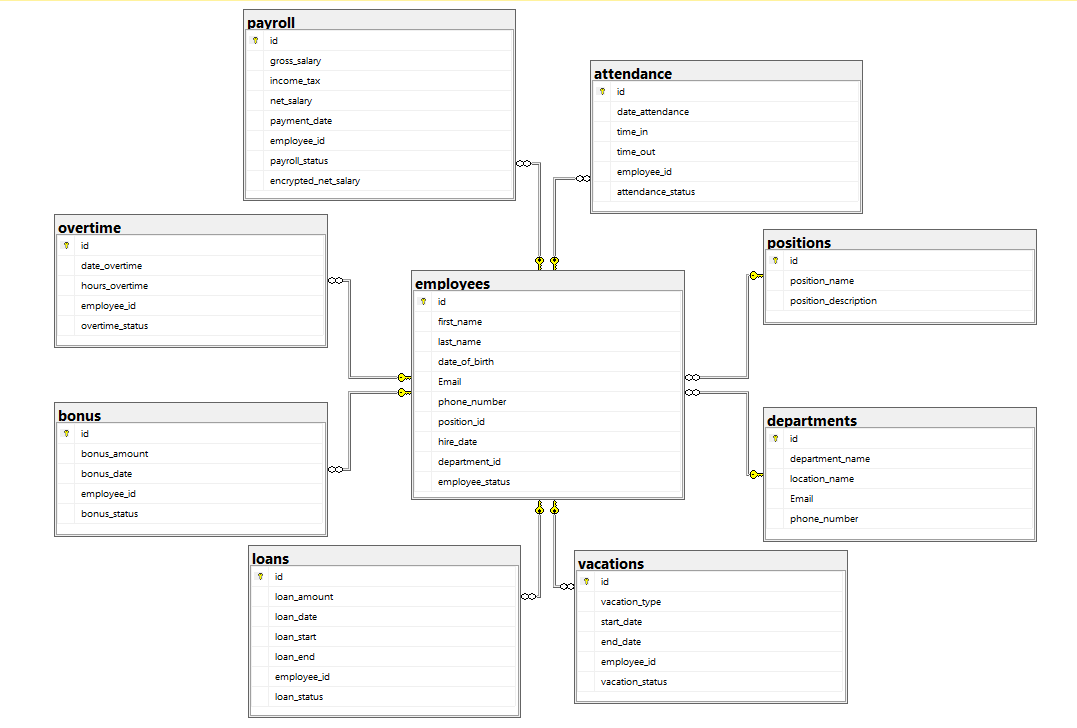 payroll
id
gross_salary
income_tax
net_salary
payment_date
employee_id
payroll_status
encrypted_net_salary
attendance
id
date_attendance
time_in
time_out
employee_id
attendance_status
overtime
id
date_overtime
hours_overtime
employee_id
overtime_status
employees
id
first_name
last_name
date_of_birth
Email
phone_number
position_id
hire_date
department_id
employee_status
positions
id
position_name
position_description
bonus
id
bonus_amount
bonus_date
employee_id
bonus_status
departments
id
department_name
location_name
Email
phone_number
loans
id
loan_amount
loan_date
loan_start
loan_end
employee_id
loan_status
vacations
id
vacation_type
start_date
end_date
employee_id
vacation_status